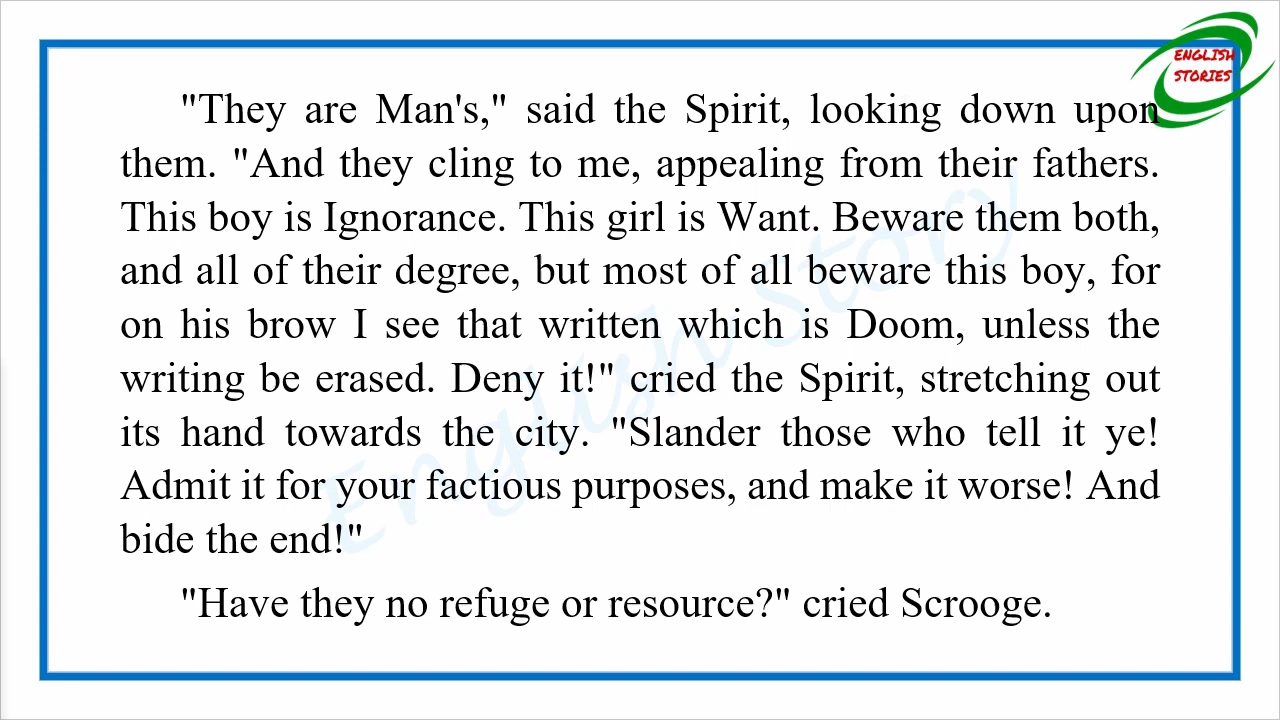 ENGLISH
STORIES
"They are Man's," said the Spirit, looking down upon
them. "And they cling to me, appealing from their fathers.
This boy is Ignorance. This girl is Want. Beware them both,
and all of their degree, but most of all beware this boy, for
on his brow I see that written which is Doom, unless the
writing be erased. Deny it!" cried the Spirit, stretching out
its hand towards the city. "Slander those who tell it ye!
Admit it for your factious purposes, and make it worse! And
bide the end!"
"Have they no refuge or resource?" cried Scrooge.
English Story